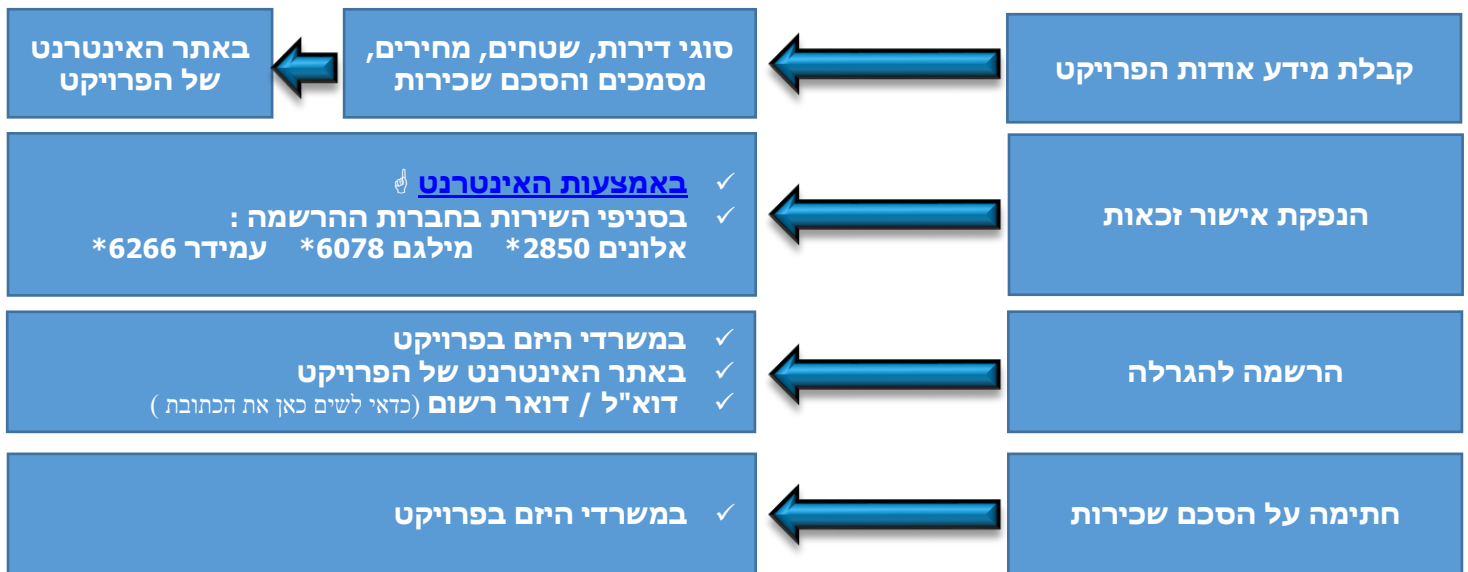 קבלת מידע אודות הפרויקט
סוגי דירות, שטחים, מחירים,
מסמכים והסכם שכירות
באתר האינטרנט
של הפרויקט
הנפקת אישור זכאות
✓ באמצעות האינטרנט ☝
✓ בסניפי השירות בחברות ההרשמה :
אלונים 2850* מילגם 6078* עמידר 6266*
הרשמה להגרלה
✓ במשרדי היזם בפרויקט
✓ באתר האינטרנט של הפרויקט
✓ דוא"ל / דואר רשום (כדאי לשים כאן את הכתובת )
חתימה על הסכם שכירות
✓ במשרדי היזם בפרויקט